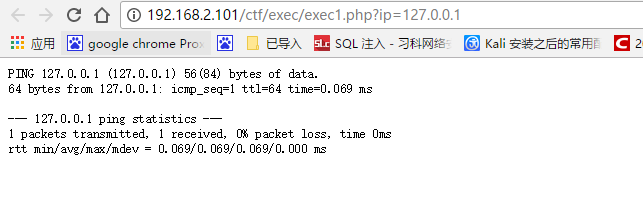 192.168.2.101/ctf/exec/exec1.php?ip=127.0.0.1
应用 google chrome Prox 已导入 SLC SQL 注入 - 习科网络安 Kali 安装之后的常用配 C 20
PING 127.0.0.1 (127.0.0.1) 56(84) bytes of data.
64 bytes from 127.0.0.1: icmp_seq=1 ttl=64 time=0.069 ms
--- 127.0.0.1 ping statistics ---
1 packets transmitted, 1 received, 0% packet loss, time 0ms
rtt min/avg/max/mdev = 0.069/0.069/0.069/0.000 ms